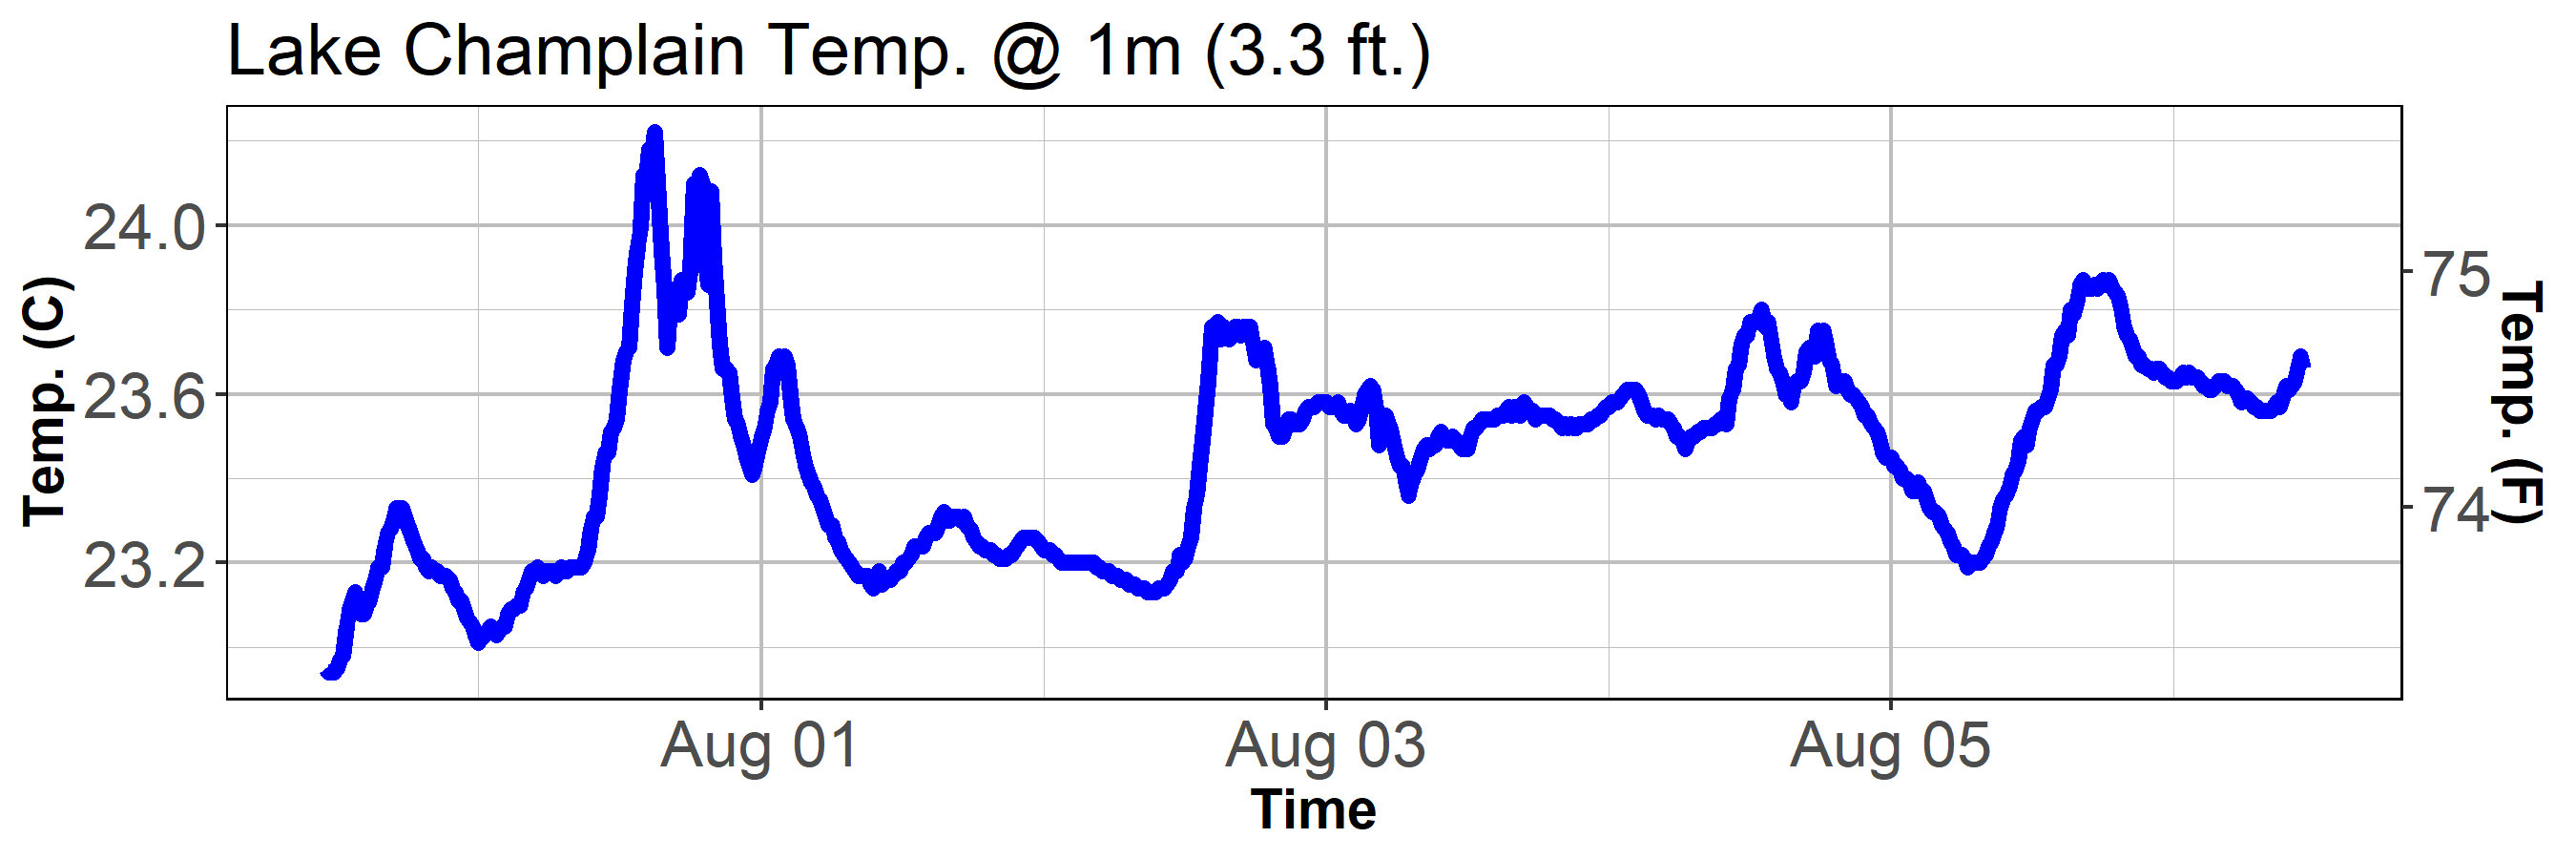 Lake Champlain Temp. @ 1m (3.3 ft.)
Temp. (C)
24.0
23.6
23.2
75
74
Temp. (F)
Aug 01
Aug 03
Aug 05
Time